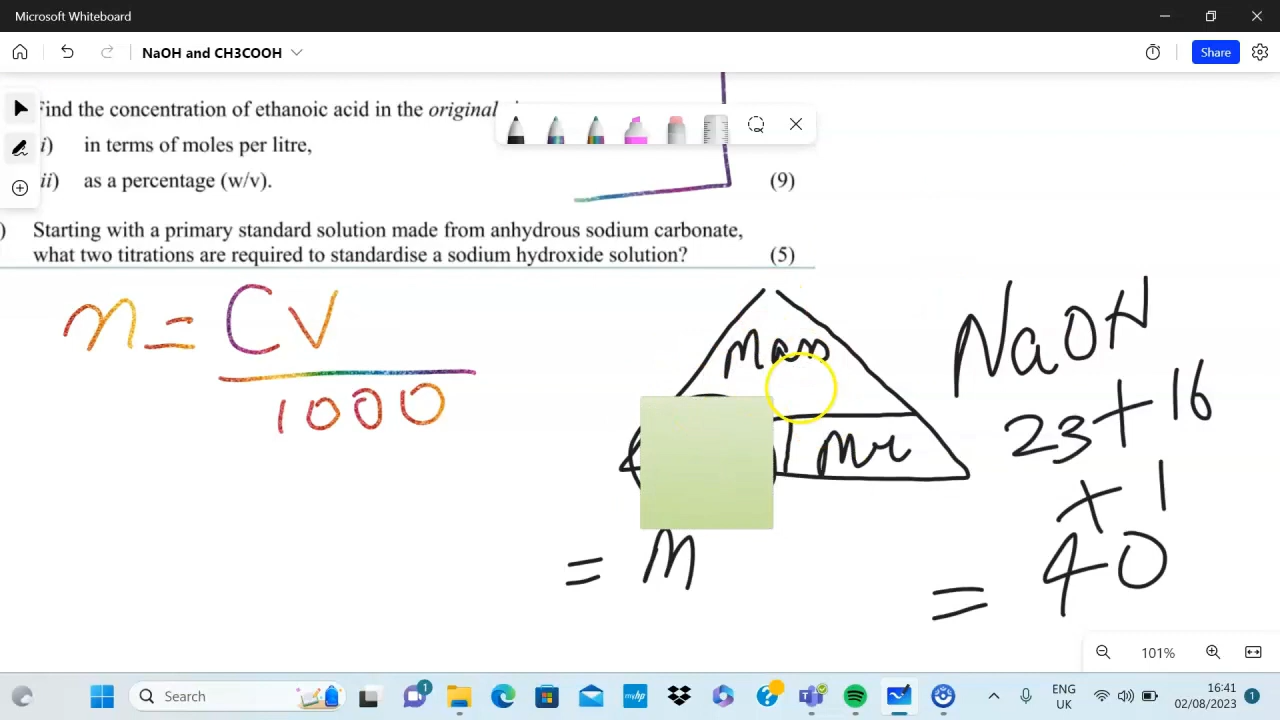 Microsoft Whiteboard
NaOH and CH3COOH
Share
Find the concentration of ethanoic acid in the original
i) in terms of moles per litre,
ii) as a percentage (w/v). (9)
) Starting with a primary standard solution made from anhydrous sodium carbonate,
what two titrations are required to standardise a sodium hydroxide solution? (5)
n = CV
1000
Mass
Mr
= M
NaOH
23 + 16
+ 1
= 40
101%
Search
1
ENG
UK
16:41
02/08/2023
1